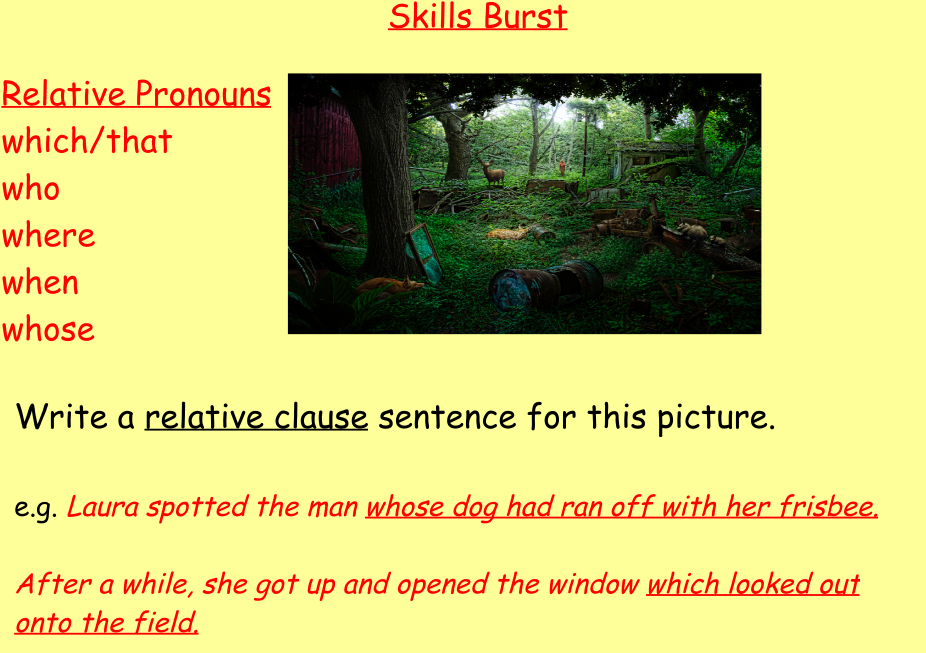 Skills Burst
Relative Pronouns
which/that
who
where
when
whose
Write a relative clause sentence for this picture.
e.g. Laura spotted the man whose dog had ran off with her frisbee.
After a while, she got up and opened the window which looked out
onto the field.